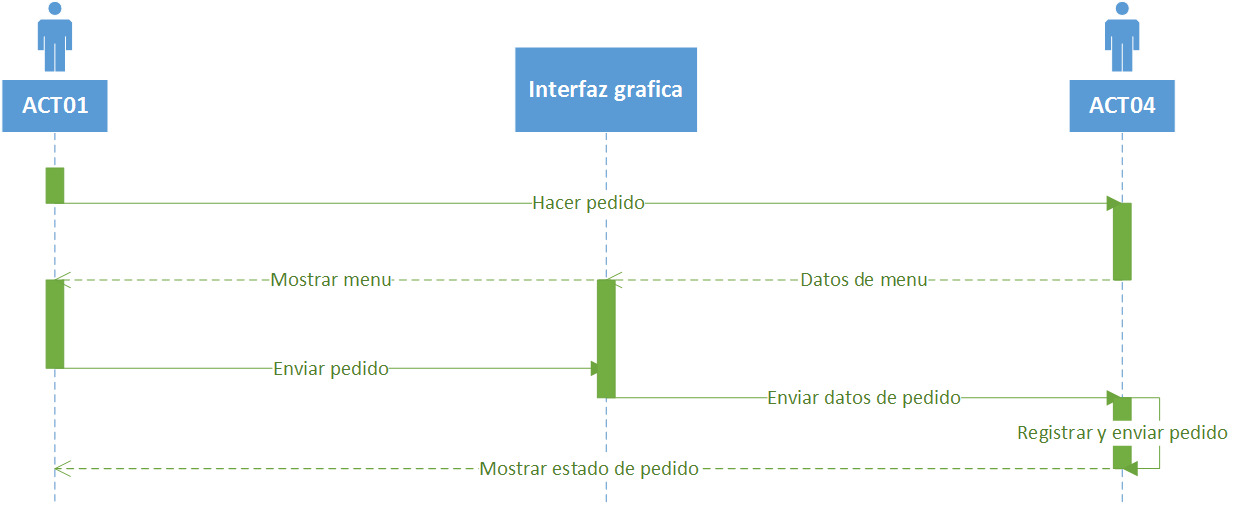 ACT01
Interfaz grafica
ACT04
Hacer pedido
Mostrar menu
Datos de menu
Enviar pedido
Enviar datos de pedido
Registrar y enviar pedido
Mostrar estado de pedido